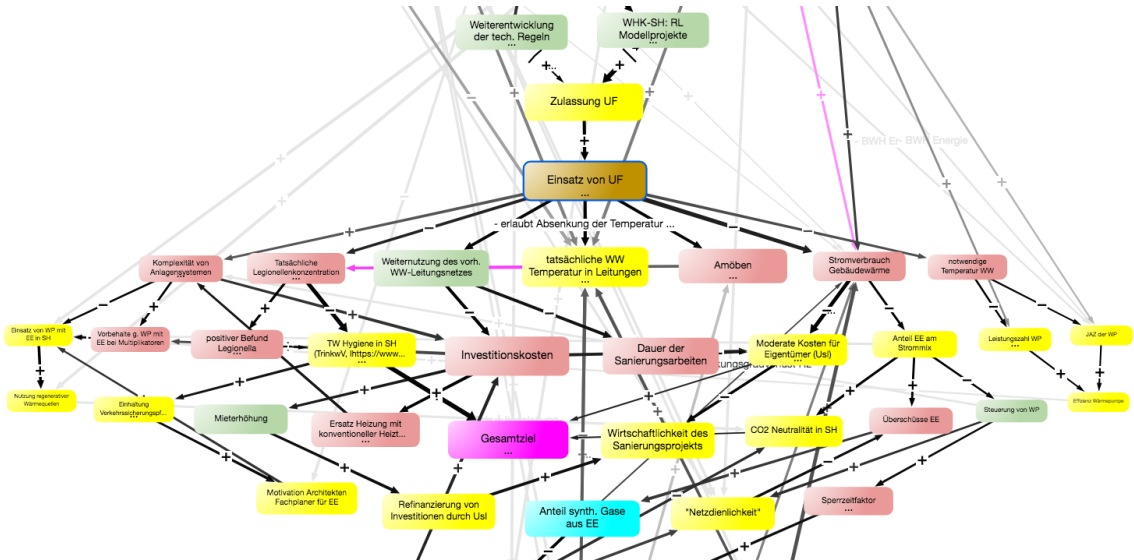 Weiterentwicklung
der tech. Regeln
...
WHK-SH: RL
Modellprojekte
...
+...
+
Zulassung UF
+
- BWH Er- BWH Energie
Einsatz von UF
...
- erlaubt Absenkung der Temperatur ...
Komplexität von
Anlagensystemen
Tatsächliche
Legionellenkonzentration
...
Weiternutzung des vorh.
WW-Leitungsnetzes
tatsächliche WW
Temperatur in Leitungen
...
Amöben
...
Stromverbrauch
Gebäudewärme
notwendige
Temperatur WW
Einsatz von WP mit
EE in SH
Vorbehalte g. WP mit
EE bei Multiplikatoren
positiver Befund
Legionella
...
TW Hygiene in SH
(TrinkwV, lhttps://www...
...
Investitionskosten
Dauer der
Sanierungsarbeiten
Moderate Kosten für
Eigentümer (UsI)
Anteil EE am
Strommix
Leistungszahl WP
...
JAZ der WP
Nutzung regenerativer
Wärmequellen
Einhaltung
Verkehrssicherungspf...
Mieterhöhung
Ersatz Heizung mit
konventioneller Heizt...
...
Gesamtziel
...
Wirtschaftlichkeit des
Sanierungsprojekts
CO2 Neutralität in SH
Überschüsse EE
...
Steuerung von WP
Effizienz Wärmepumpe
Motivation Architekten
Fachplaner für EE
Refinanzierung von
Investitionen durch UsI
Anteil synth. Gase
aus EE
"Netzdienlichkeit"
Sperrzeitfaktor
...